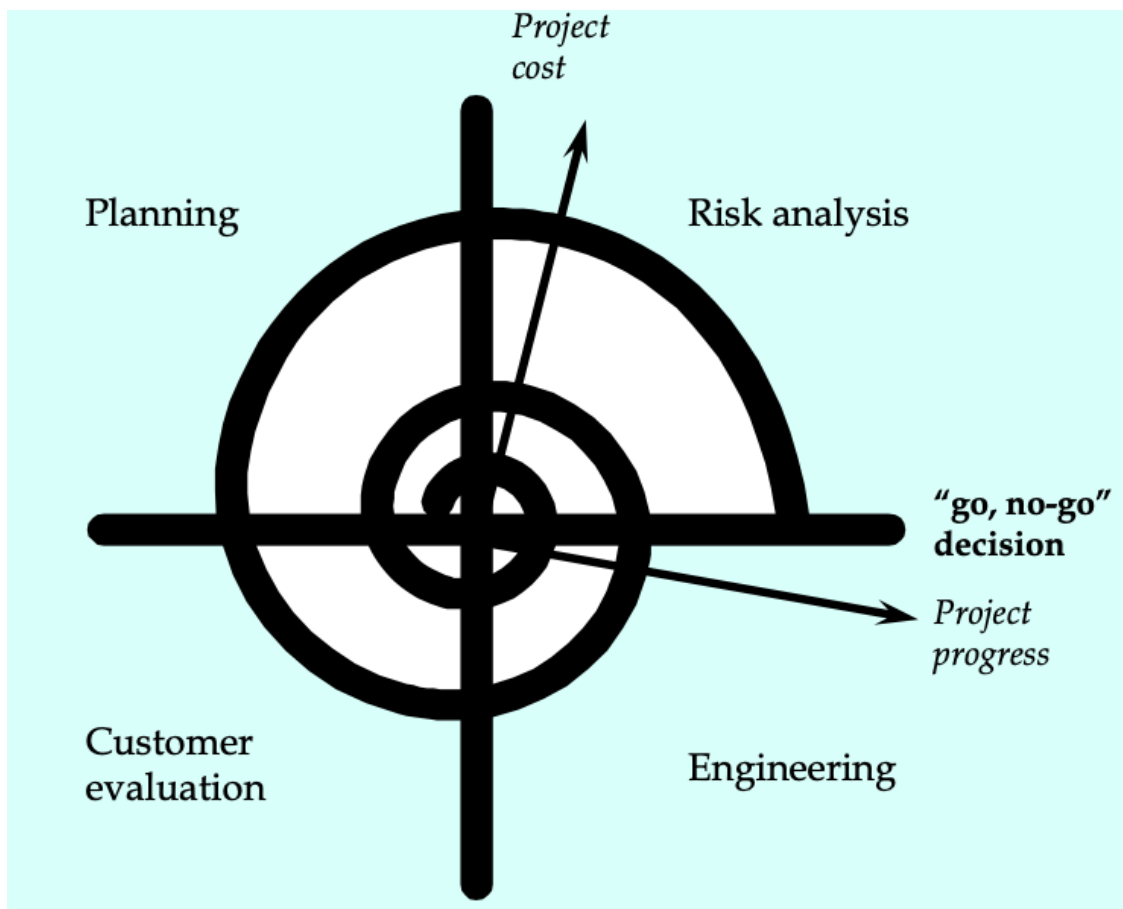 Project
cost
Planning
Risk analysis
“go, no-go”
decision
Project
progress
Customer
evaluation
Engineering